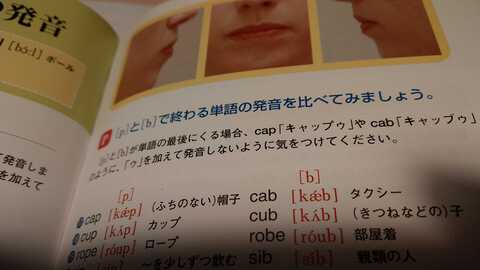 の発音
[bɔ́ːl] ボール
[p]と[b]で終わる単語の発音を比べてみましょう。
[p]と[b]が単語の最後にくる場合、cap「キャップゥ」や cab「キャップゥ」
のように、「ゥ」を加えて発音しないように気をつけてください。
て発音しま
を加えて
[p] [b]
cap [kǽp] (ふちのない)帽子 cab [kǽb] タクシー
cup [kʌ́p] カップ cub [kʌ́b] (きつねなどの)子
rope [róup] ロープ robe [róub] 部屋着
～を少しずつ飲む sib [síb] 親類の人